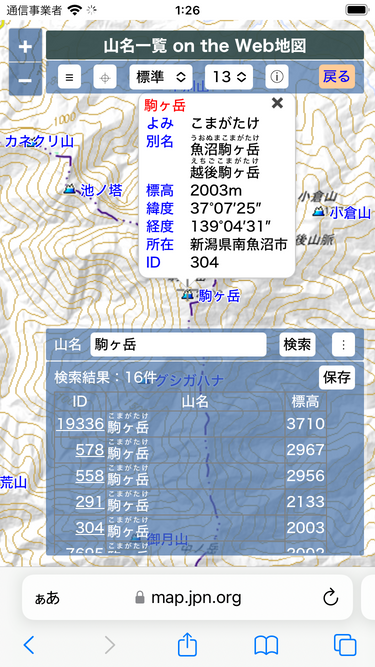 通信事業者 1:26
山名一覧 on the Web地図
+
−
≡ 標準 13 ⓘ 戻る
1000
駒ヶ岳 ✖
よみ こまがたけ
別名 うおぬまこまがたけ
魚沼駒ヶ岳
えちごこまがたけ
越後駒ヶ岳
標高 2003m
緯度 37°07′25″
経度 139°04′31″
所在 新潟県南魚沼市
ID 304
カネクリ山
池ノ塔
小倉山
小倉山
後山脈
駒ヶ岳
山名 駒ヶ岳 検索 ⋮
検索結果：16件 保存
グシガハナ
ID 山名 標高
こまがたけ
19336 駒ヶ岳 3710
こまがたけ
578 駒ヶ岳 2967
こまがたけ
558 駒ヶ岳 2956
こまがたけ
291 駒ヶ岳 2133
こまがたけ
304 駒ヶ岳 2003
こまがたけ
荒山
御月山
ぁあ map.jpn.org